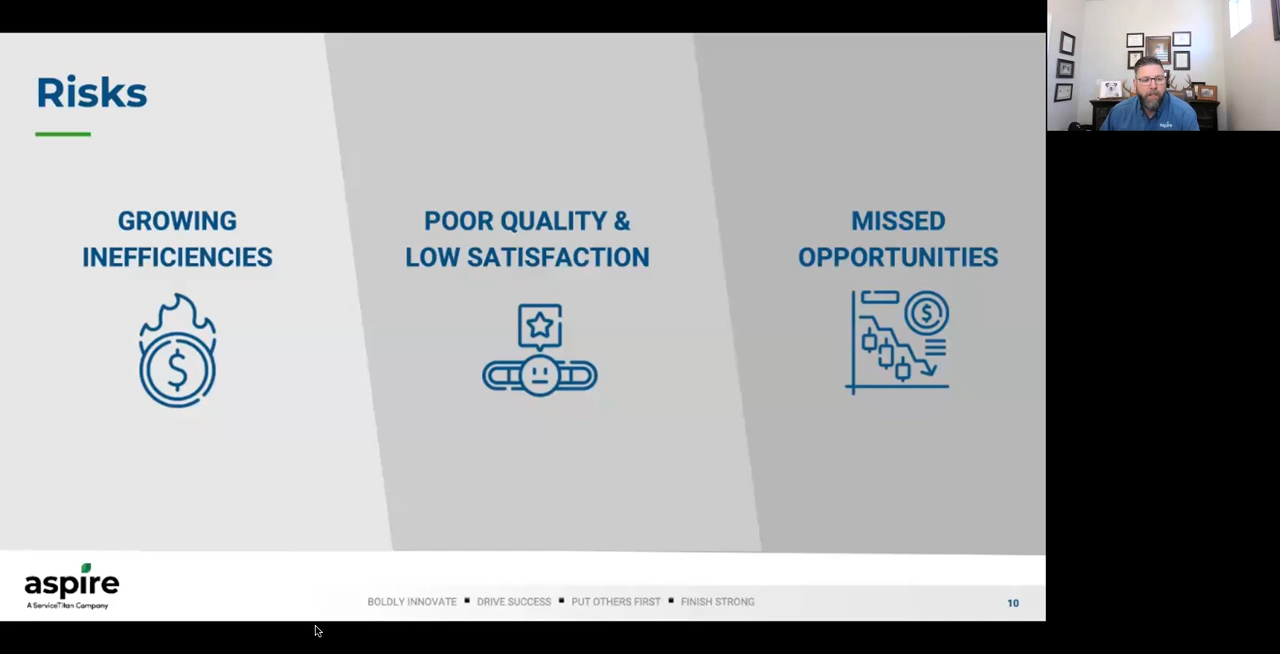 Risks
GROWING
INEFFICIENCIES
POOR QUALITY &
LOW SATISFACTION
MISSED
OPPORTUNITIES
aspire
A ServiceTitan Company
BOLDLY INNOVATE ▪ DRIVE SUCCESS ▪ PUT OTHERS FIRST ▪ FINISH STRONG
10
aspire